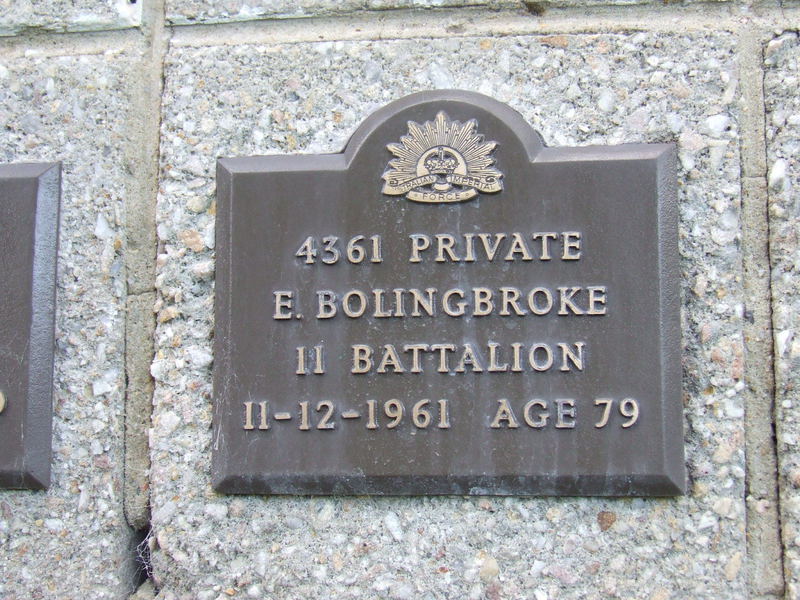 AUSTRALIAN IMPERIAL
FORCE
4361 PRIVATE
E. BOLINGBROKE
11 BATTALION
11-12-1961 AGE 79